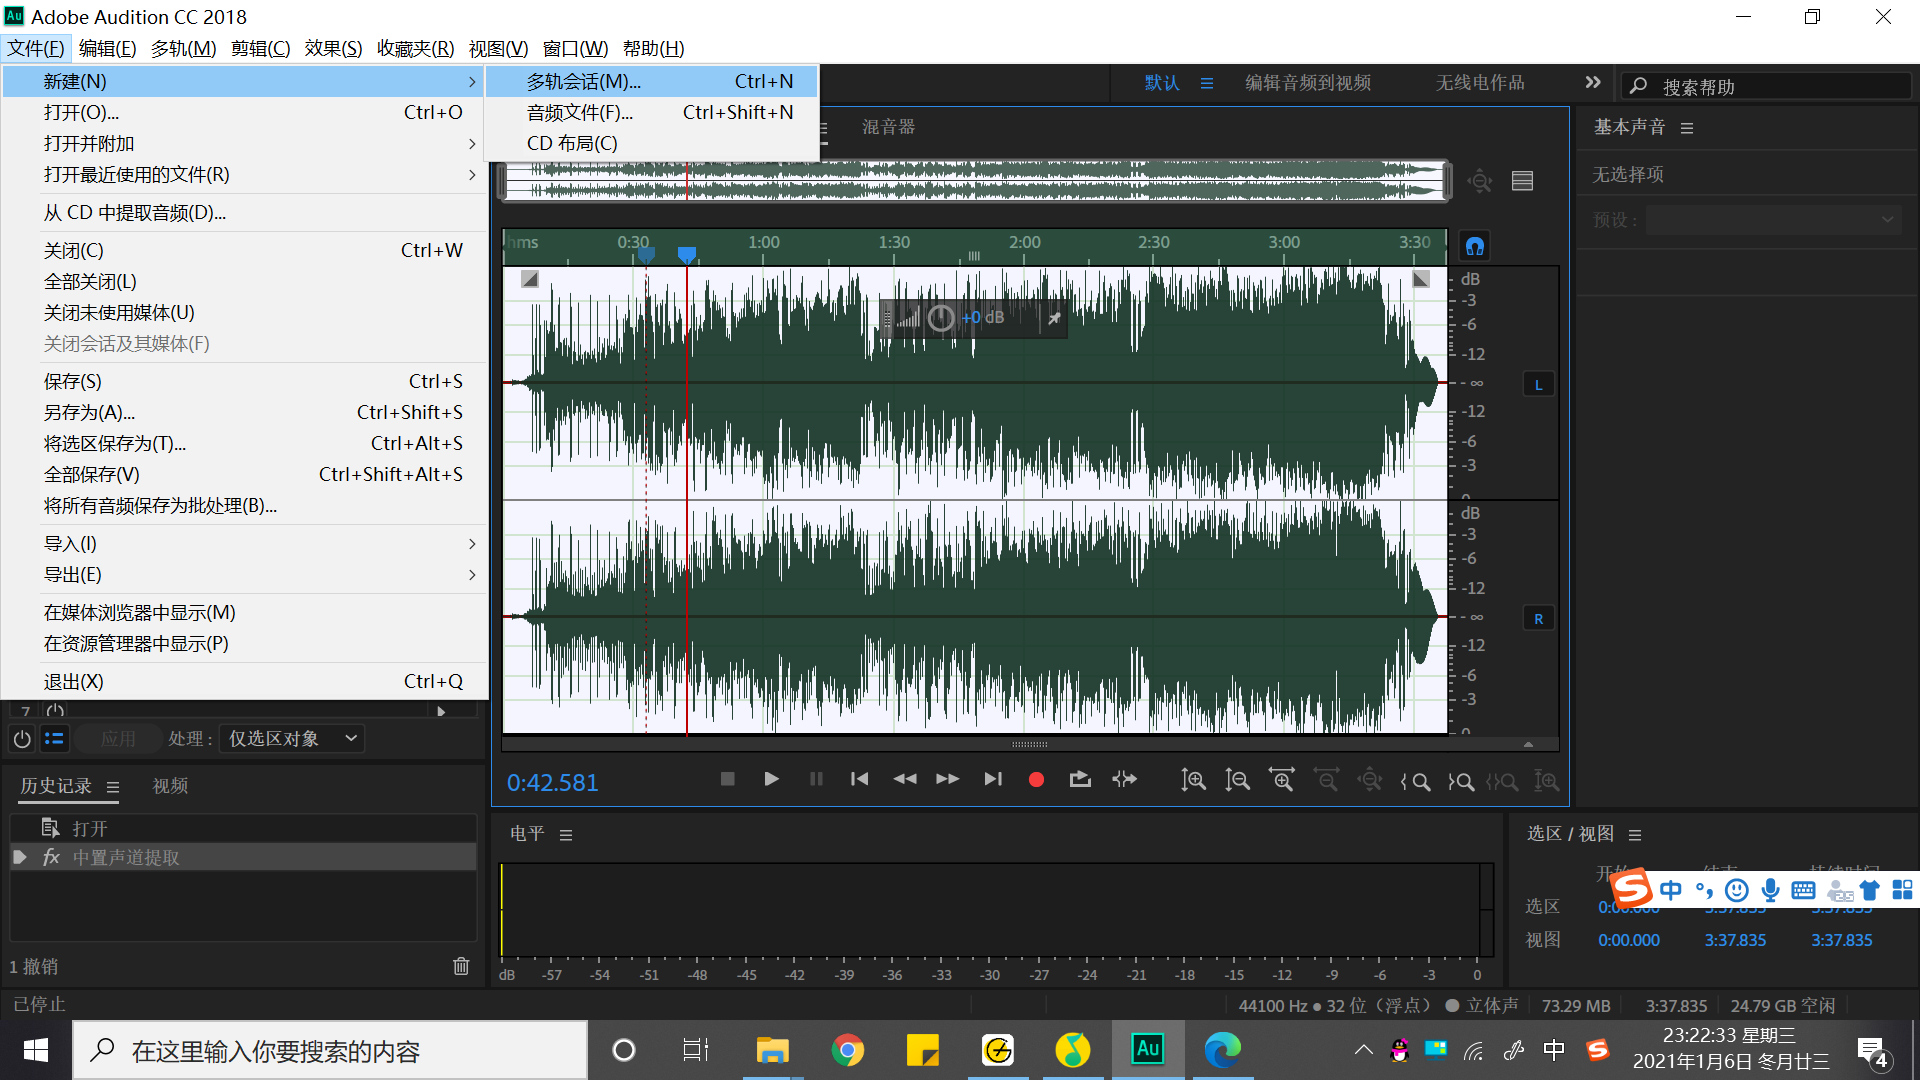 Au Adobe Audition CC 2018
文件(F) 编辑(E) 多轨(M) 剪辑(C) 效果(S) 收藏夹(R) 视图(V) 窗口(W) 帮助(H)
新建(N)
多轨会话(M)... Ctrl+N
音频文件(F)... Ctrl+Shift+N
CD 布局(C)
打开(O)... Ctrl+O
打开并附加
打开最近使用的文件(R)
从 CD 中提取音频(D)...
关闭(C) Ctrl+W
全部关闭(L)
关闭未使用媒体(U)
关闭会话及其媒体(F)
保存(S) Ctrl+S
另存为(A)... Ctrl+Shift+S
将选区保存为(T)... Ctrl+Alt+S
全部保存(V) Ctrl+Shift+Alt+S
将所有音频保存为批处理(B)...
导入(I)
导出(E)
在媒体浏览器中显示(M)
在资源管理器中显示(P)
退出(X) Ctrl+Q
默认 编辑音频到视频 无线电作品 搜索帮助
混音器
hms 0:30 1:00 1:30 2:00 2:30 3:00 3:30
+0 dB
dB
-3
-6
-12
-∞
-12
-6
-3
0
L
dB
-3
-6
-12
-∞
-12
-6
-3
0
R
基本声音
无选择项
预设：
7
应用 处理： 仅选区对象
历史记录 视频
打开
fx 中置声道提取
1 撤销
已停止
0:42.581
电平
dB -57 -54 -51 -48 -45 -42 -39 -36 -33 -30 -27 -24 -21 -18 -15 -12 -9 -6 -3 0
选区 / 视图
开始 结束 持续时间
选区 0:00.000 3:37.835 3:37.835
视图 0:00.000 3:37.835 3:37.835
S 中
44100 Hz ● 32 位（浮点） ● 立体声 73.29 MB 3:37.835 24.79 GB 空闲
在这里输入你要搜索的内容
Au
中 S
23:22:33 星期三
2021年1月6日 冬月廿三
4